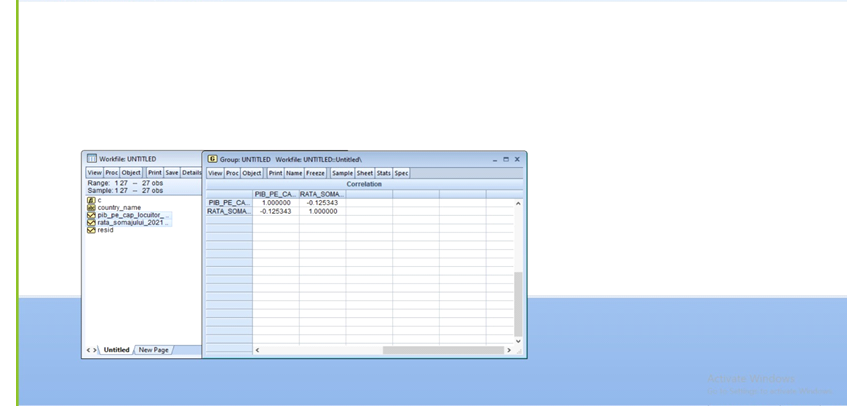 Workfile: UNTITLED
View Proc Object Print Save Details
Range: 1 27 -- 27 obs
Sample: 1 27 -- 27 obs
c
country_name
pib_pe_cap_locuitor_ ..
rata_somajului_2021 ..
resid
Untitled New Page
Group: UNTITLED Workfile: UNTITLED::Untitled\
View Proc Object Print Name Freeze Sample Sheet Stats Spec
Correlation
PIB_PE_CA... RATA_SOMA...
PIB_PE_CA... 1.000000 -0.125343
RATA_SOMA... -0.125343 1.000000
Activate Windows